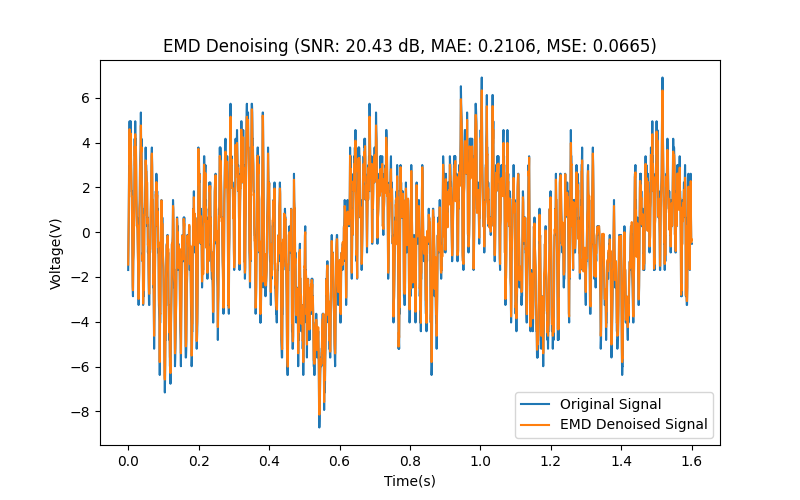 EMD Denoising (SNR: 20.43 dB, MAE: 0.2106, MSE: 0.0665)
6
4
2
0
−2
−4
−6
−8
Voltage(V)
0.0 0.2 0.4 0.6 0.8 1.0 1.2 1.4 1.6
Time(s)
Original Signal
EMD Denoised Signal